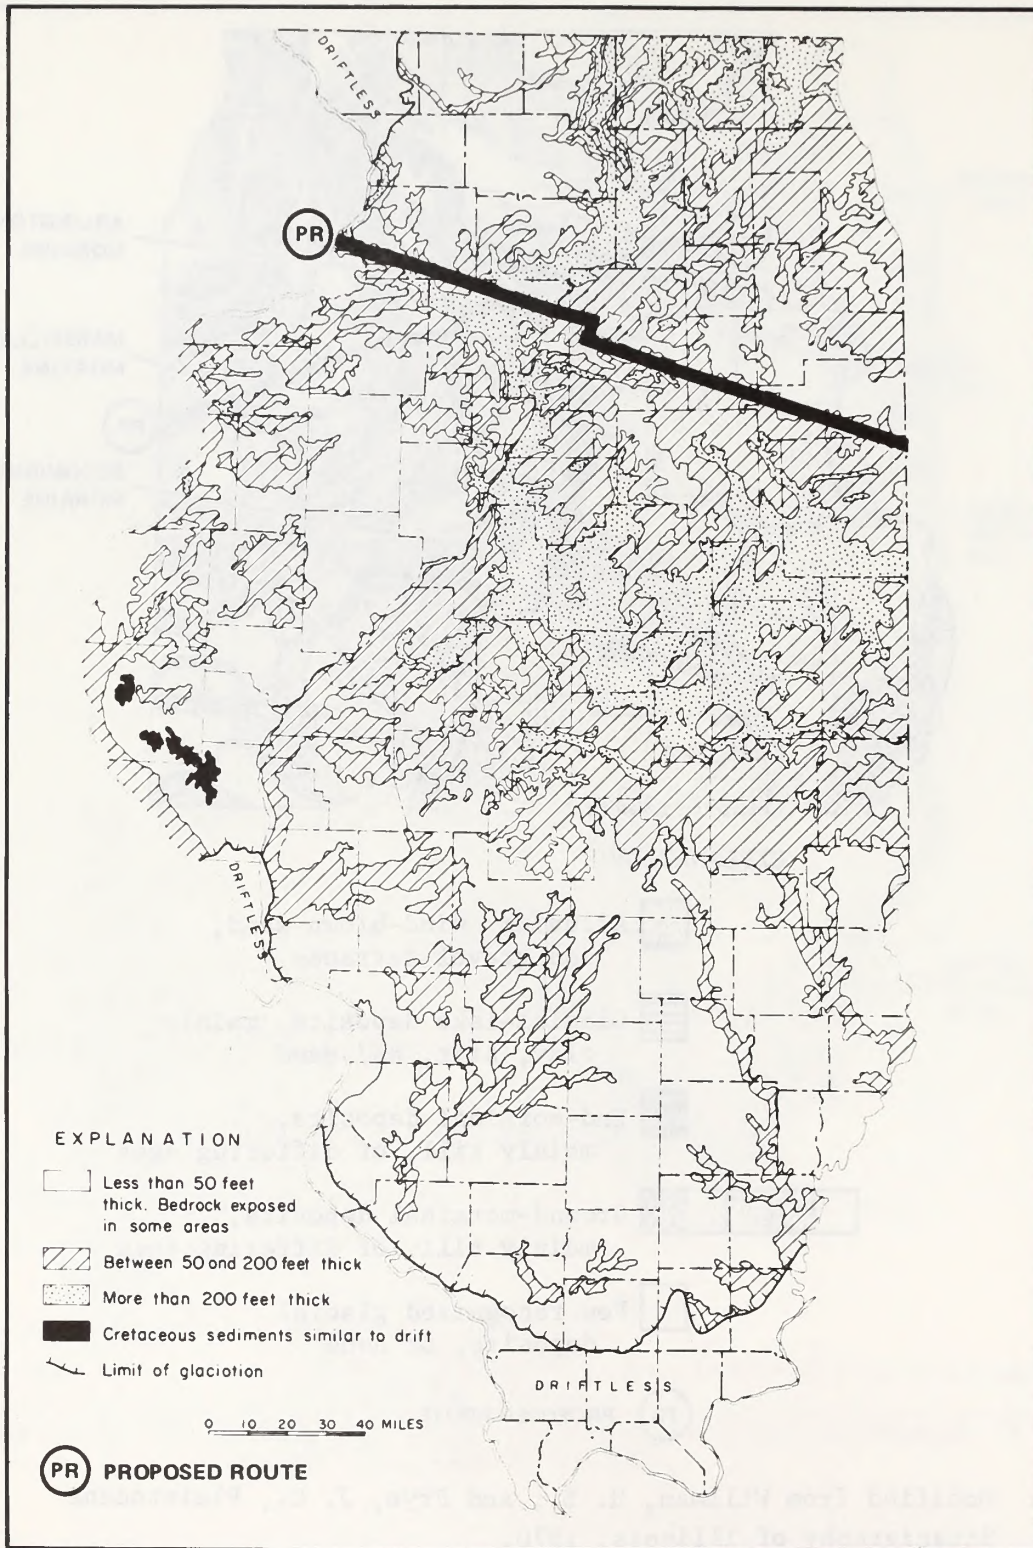 DRIFTLESS
PR
DRIFTLESS
EXPLANATION
Less than 50 feet
thick. Bedrock exposed
in some areas
Between 50 and 200 feet thick
More than 200 feet thick
Cretaceous sediments similar to drift
Limit of glaciation
DRIFTLESS
0 10 20 30 40 MILES
PR PROPOSED ROUTE